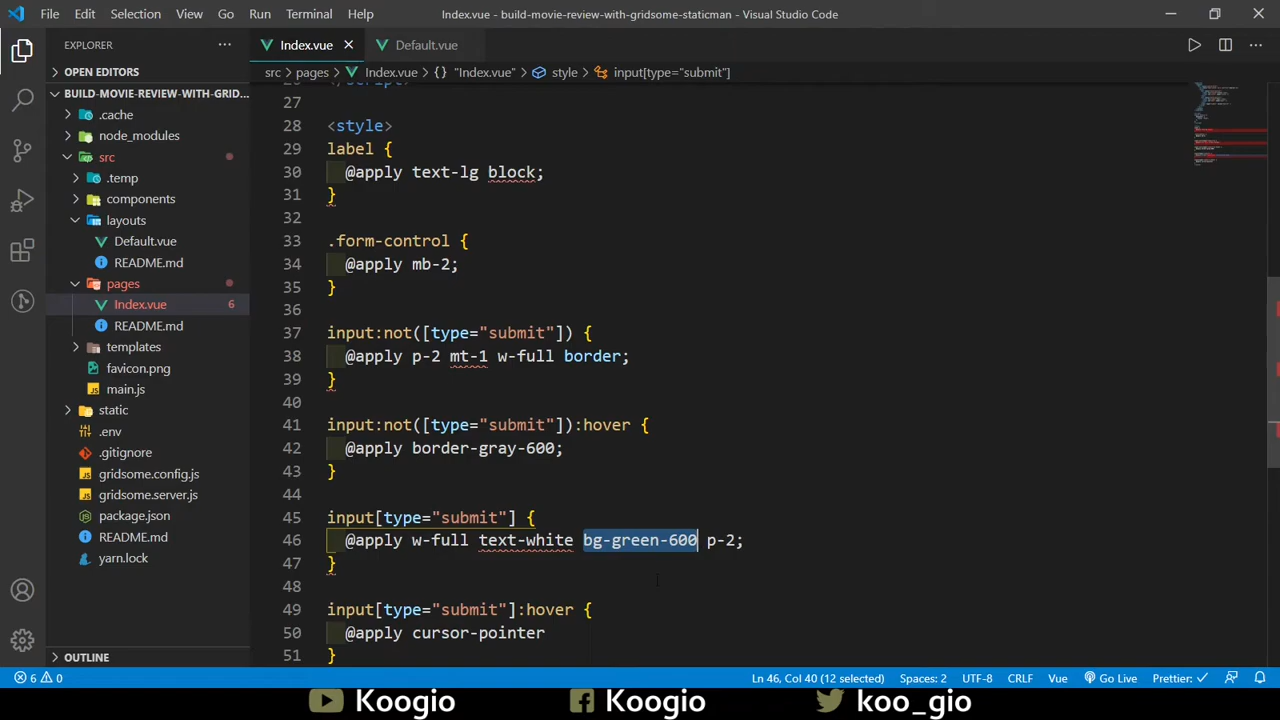 File Edit Selection View Go Run Terminal Help Index.vue - build-movie-review-with-gridsome-staticman - Visual Studio Code
EXPLORER
OPEN EDITORS
BUILD-MOVIE-REVIEW-WITH-GRID...
.cache
node_modules
src
.temp
components
layouts
Default.vue
README.md
pages
Index.vue 6
README.md
templates
favicon.png
main.js
static
.env
.gitignore
gridsome.config.js
gridsome.server.js
package.json
README.md
yarn.lock
OUTLINE
Index.vue Default.vue
src > pages > Index.vue > {} "Index.vue" > style > input[type="submit"]
27
28 <style>
29 label {
30 @apply text-lg block;
31 }
32
33 .form-control {
34 @apply mb-2;
35 }
36
37 input:not([type="submit"]) {
38 @apply p-2 mt-1 w-full border;
39 }
40
41 input:not([type="submit"]):hover {
42 @apply border-gray-600;
43 }
44
45 input[type="submit"] {
46 @apply w-full text-white bg-green-600 p-2;
47 }
48
49 input[type="submit"]:hover {
50 @apply cursor-pointer
51 }
6 0 Ln 46, Col 40 (12 selected) Spaces: 2 UTF-8 CRLF Vue Go Live Prettier: ✓
Koogio Koogio koo_gio